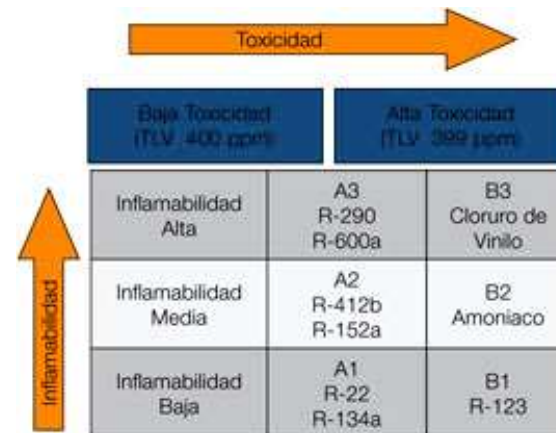 Toxicidad
Baja Toxicidad
(TLV 400 ppm)
Alta Toxicidad
(TLV 399 ppm)
Inflamabilidad
Inflamabilidad
Alta
A3
R-290
R-600a
B3
Cloruro de
Vinilo
Inflamabilidad
Media
A2
R-412b
R-152a
B2
Amoniaco
Inflamabilidad
Baja
A1
R-22
R-134a
B1
R-123